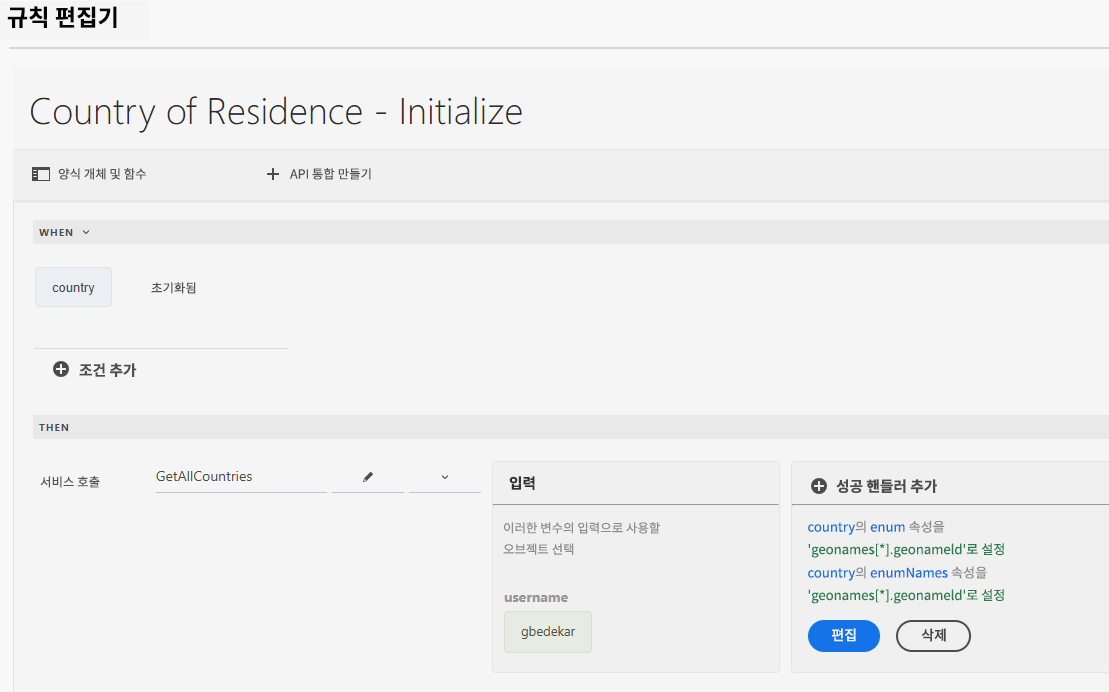 규칙 편집기
Country of Residence - Initialize
양식 개체 및 함수
API 통합 만들기
WHEN
country
초기화됨
조건 추가
THEN
서비스 호출
GetAllCountries
입력
이러한 변수의 입력으로 사용할
오브젝트 선택
username
gbedekar
성공 핸들러 추가
country의 enum 속성을
'geonames[*].geonameld'로 설정
country의 enumNames 속성을
'geonames[*].geonameld'로 설정
편집
삭제